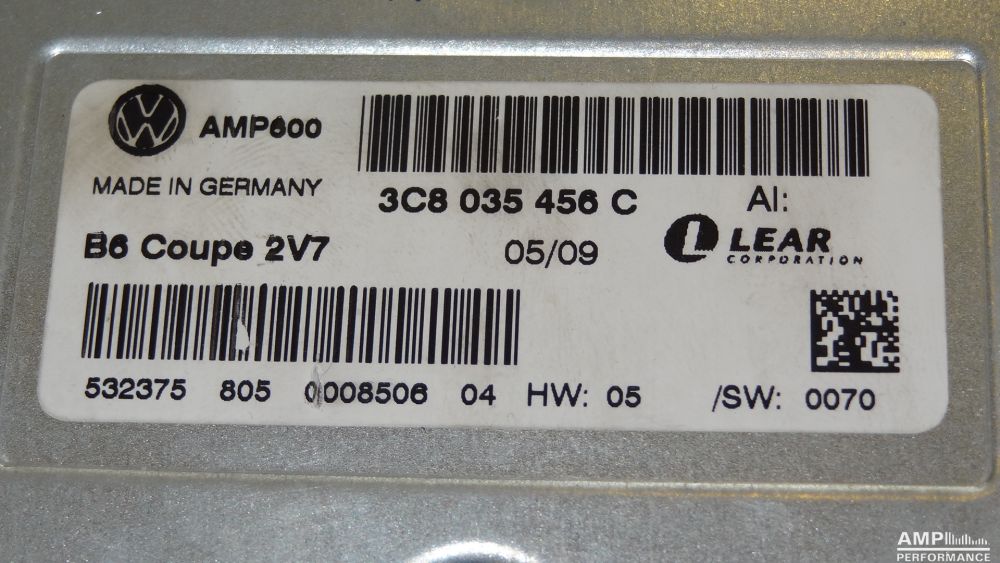 AMP600
MADE IN GERMANY
3C8 035 456 C AI:
B6 Coupe 2V7 05/09 LEAR
CORPORATION
532375 805 0008506 04 HW: 05 /SW: 0070
AMP
PERFORMANCE